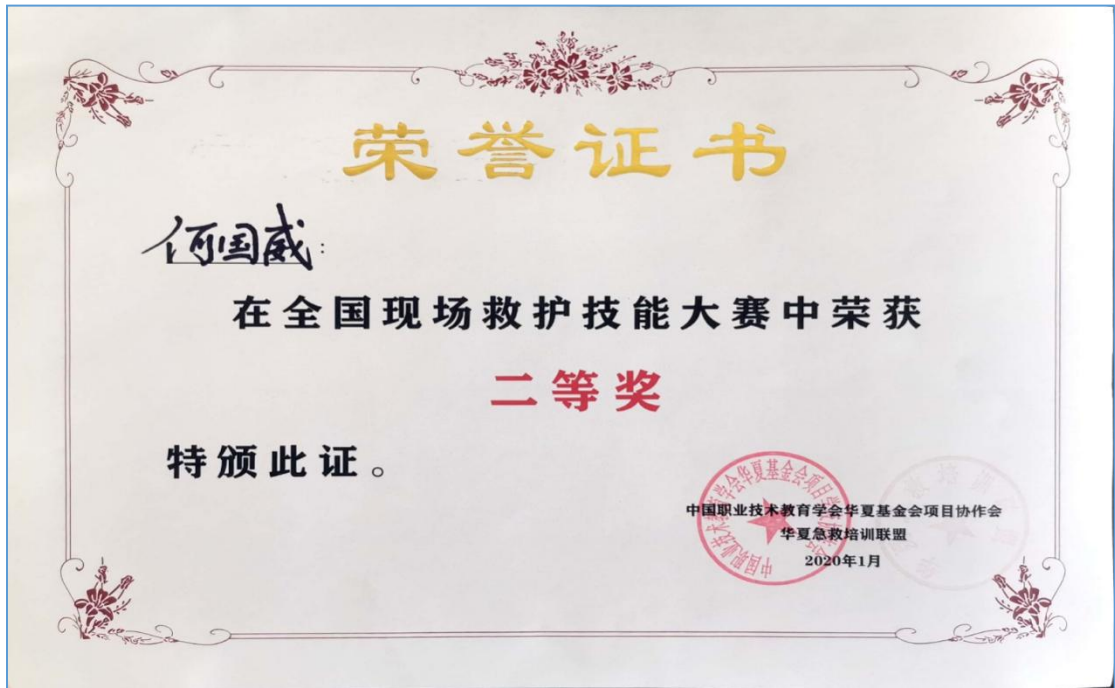 荣誉证书
何国威：
在全国现场救护技能大赛中荣获
二等奖
特颁此证。
中国职业技术教育学会华夏基金会项目协作会
华夏急救培训联盟
2020年1月